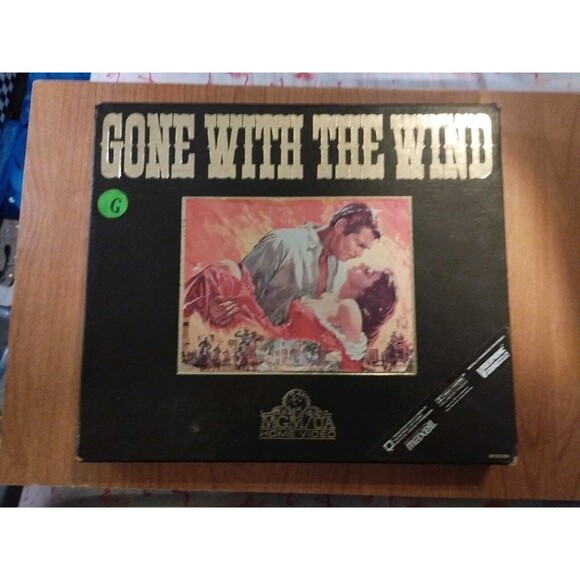 GONE WITH THE WIND
G
MGM/UA
HOME VIDEO
maxell